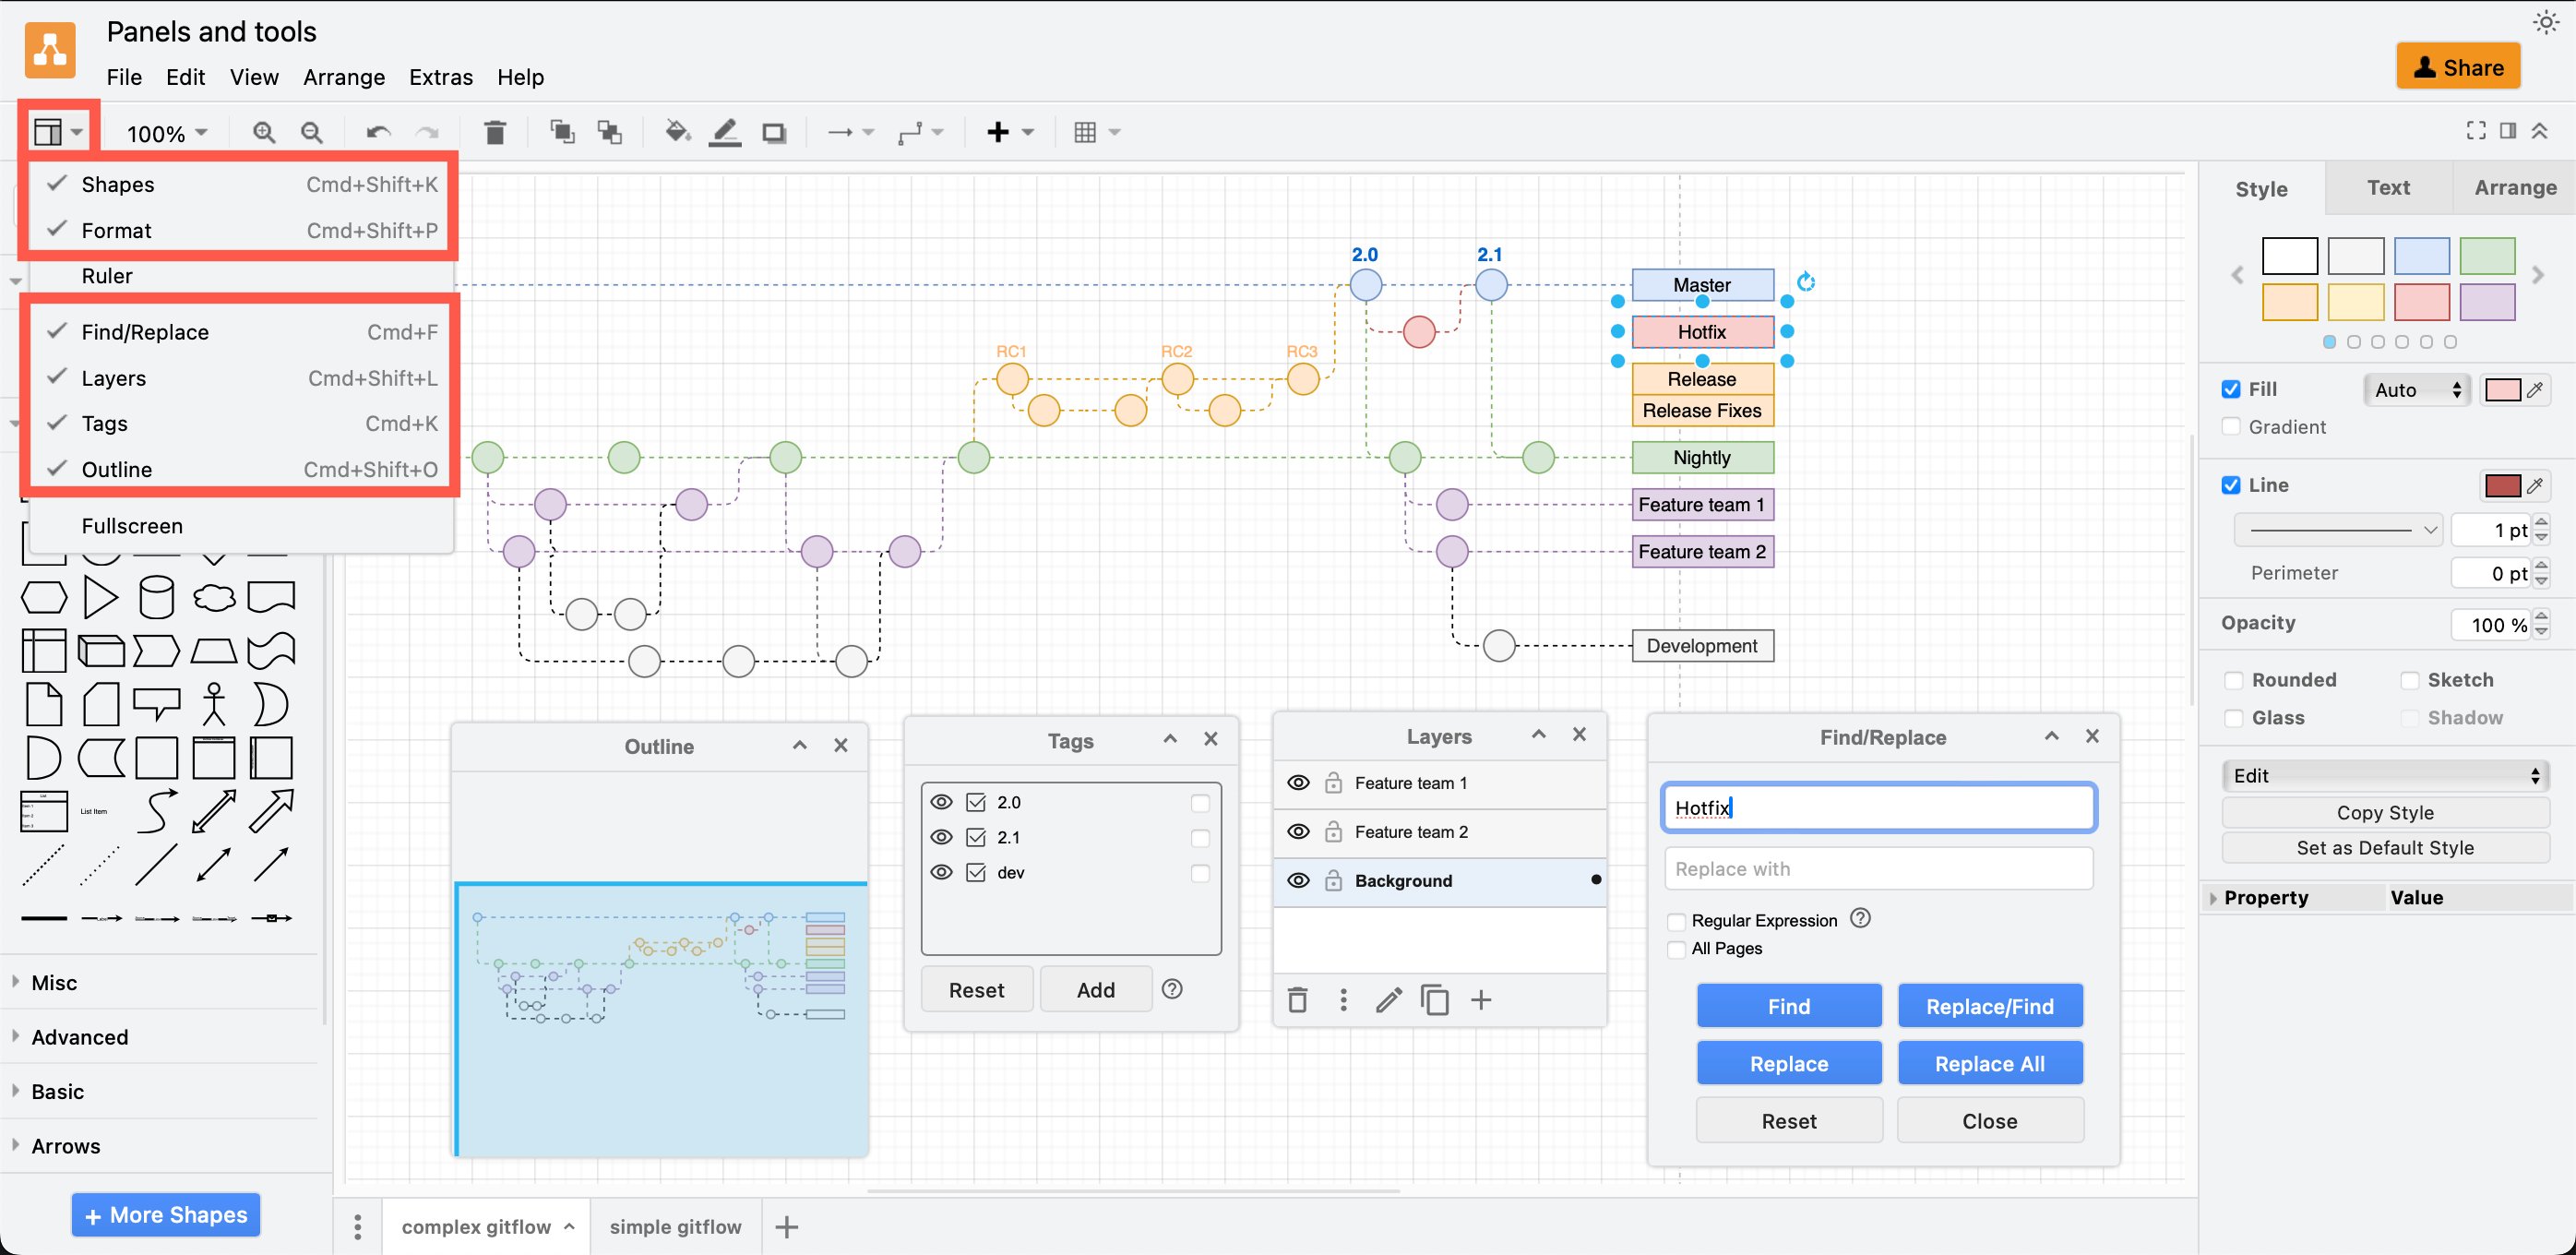 Panels and tools
File Edit View Arrange Extras Help
Share
100%
Shapes Cmd+Shift+K
Format Cmd+Shift+P
Ruler
Find/Replace Cmd+F
Layers Cmd+Shift+L
Tags Cmd+K
Outline Cmd+Shift+O
Fullscreen
List Item
Misc
Advanced
Basic
Arrows
+ More Shapes
2.0 2.1
Master
Hotfix
RC1 RC2 RC3
Release
Release Fixes
Nightly
Feature team 1
Feature team 2
Development
Outline
Tags
2.0
2.1
dev
Reset Add
Layers
Feature team 1
Feature team 2
Background
Find/Replace
Hotfix
Replace with
Regular Expression
All Pages
Find Replace/Find
Replace Replace All
Reset Close
complex gitflow simple gitflow
Style Text Arrange
Fill Auto
Gradient
Line
1 pt
Perimeter 0 pt
Opacity 100 %
Rounded Sketch
Glass Shadow
Edit
Copy Style
Set as Default Style
Property Value